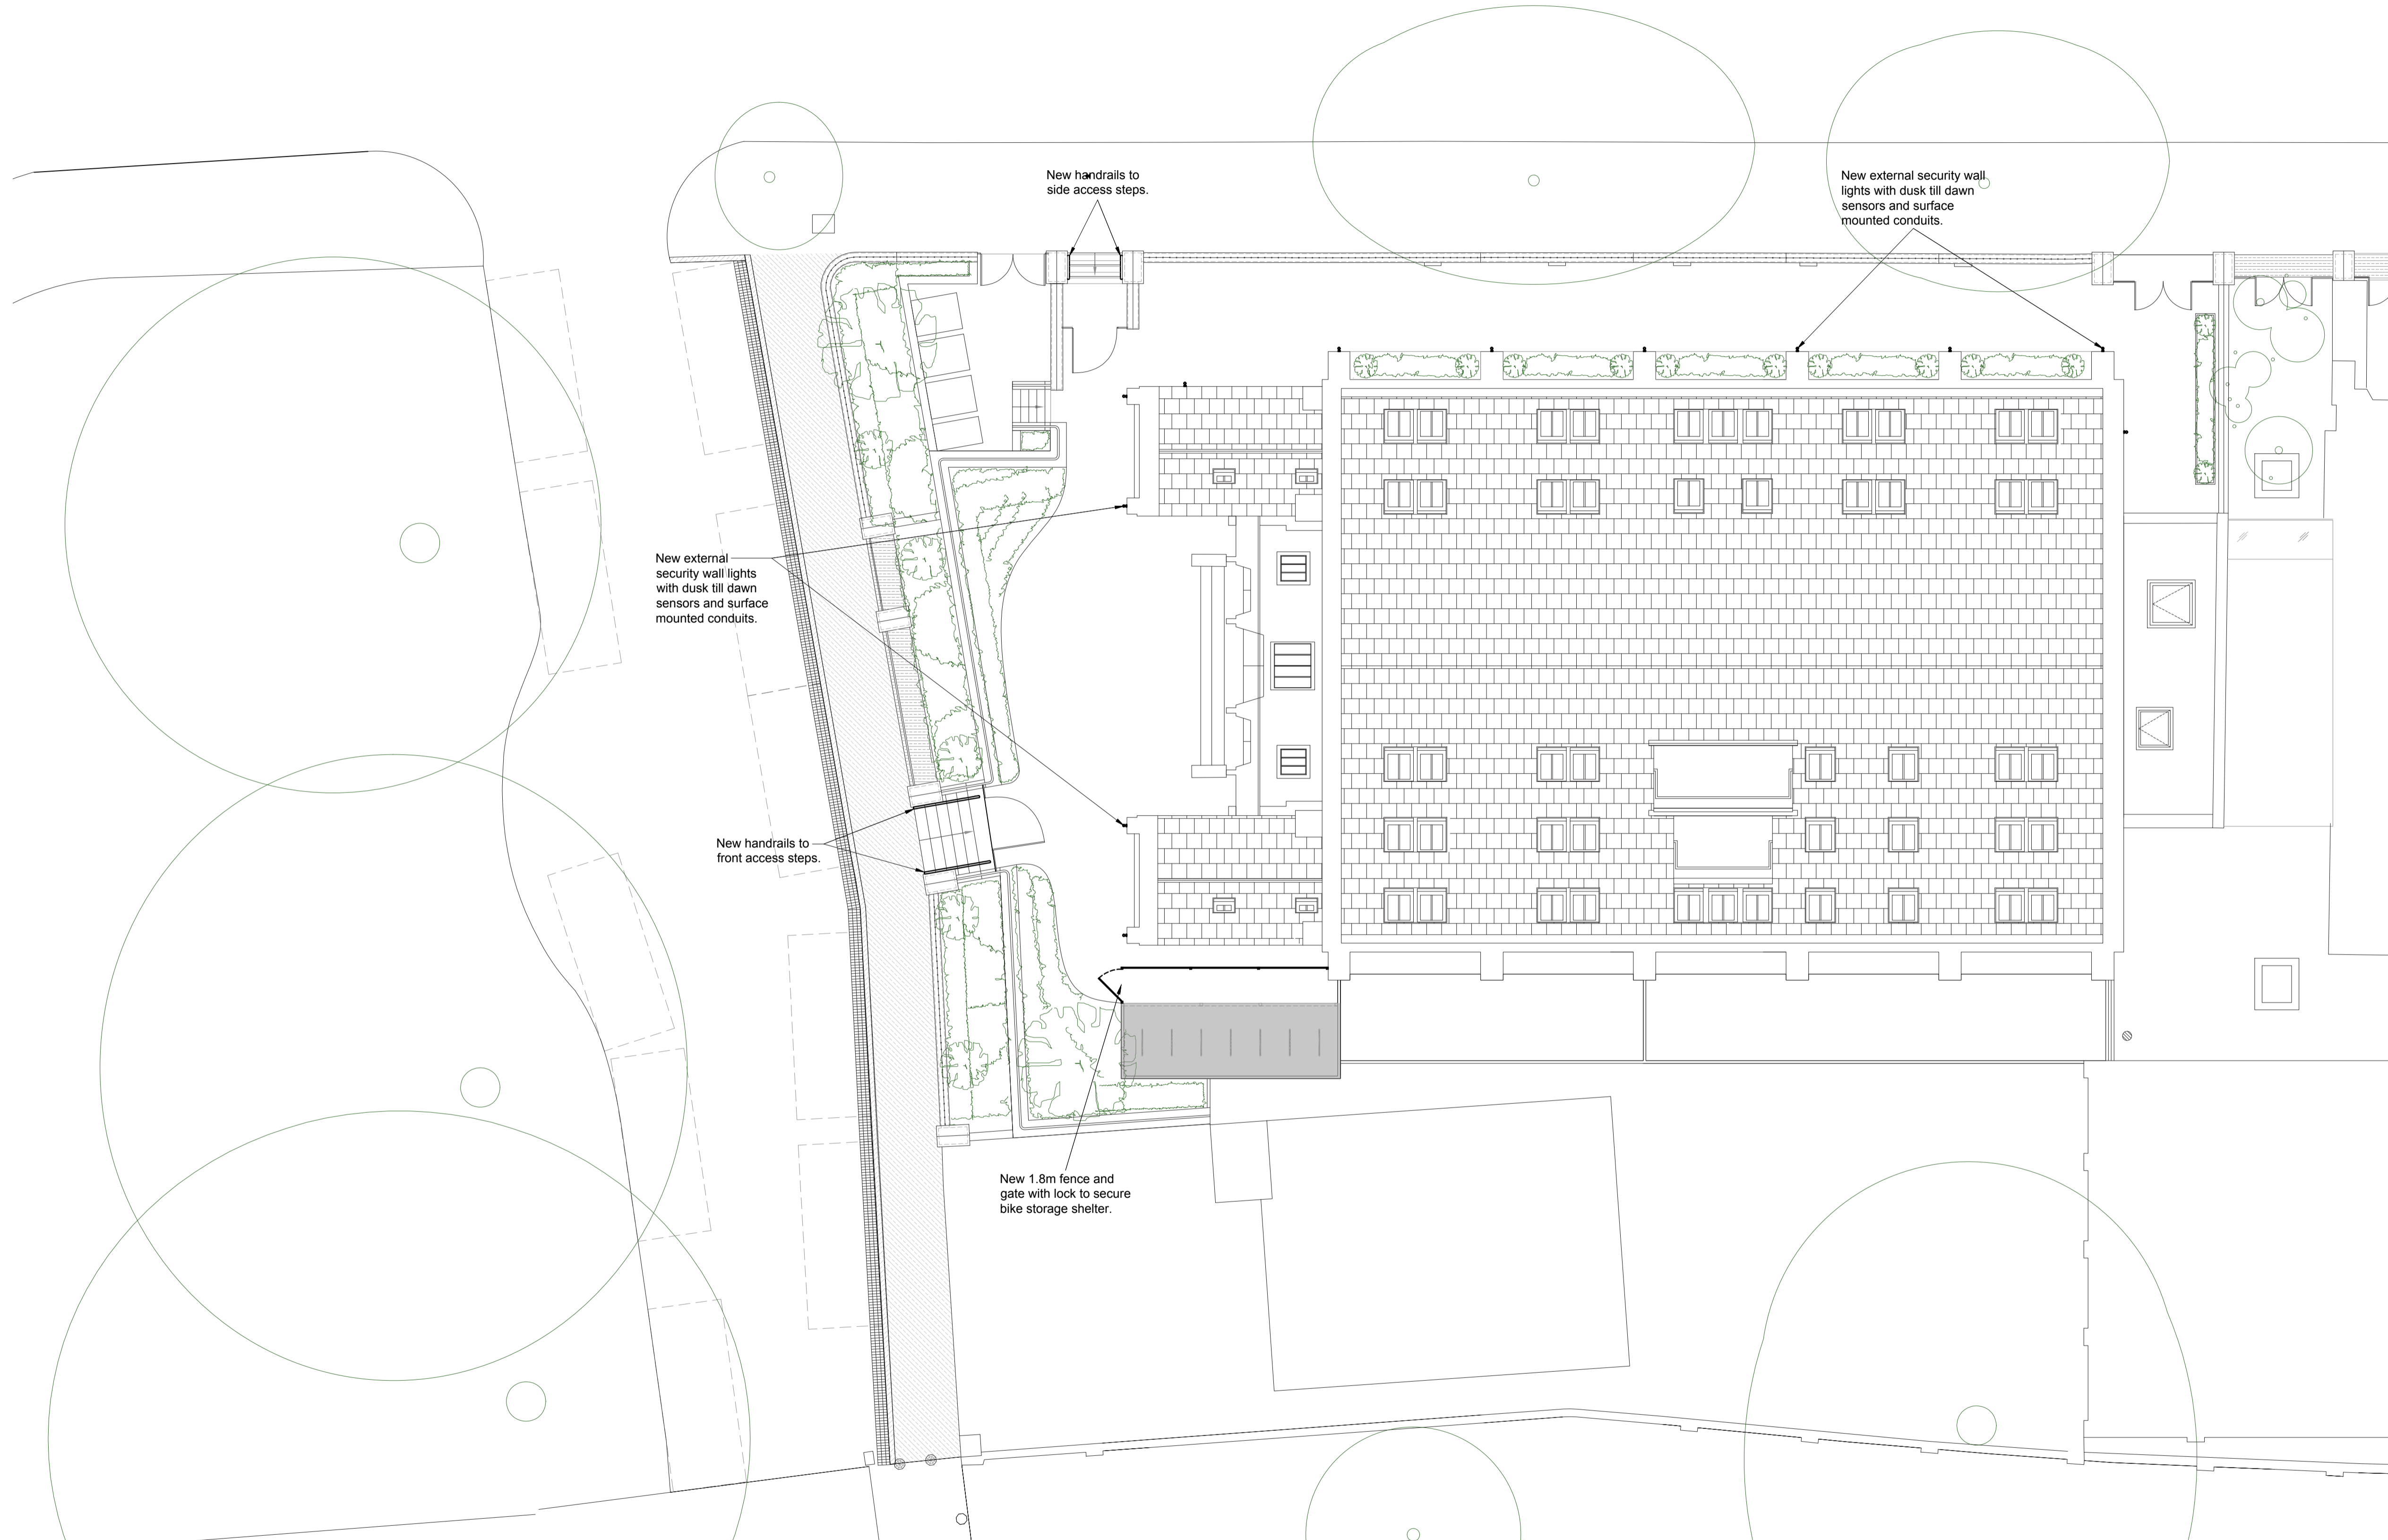 New handrails to
side access steps.
New external security wall
lights with dusk till dawn
sensors and surface
mounted conduits.
New external
security wall lights
with dusk till dawn
sensors and surface
mounted conduits.
New handrails to
front access steps.
New 1.8m fence and
gate with lock to secure
bike storage shelter.